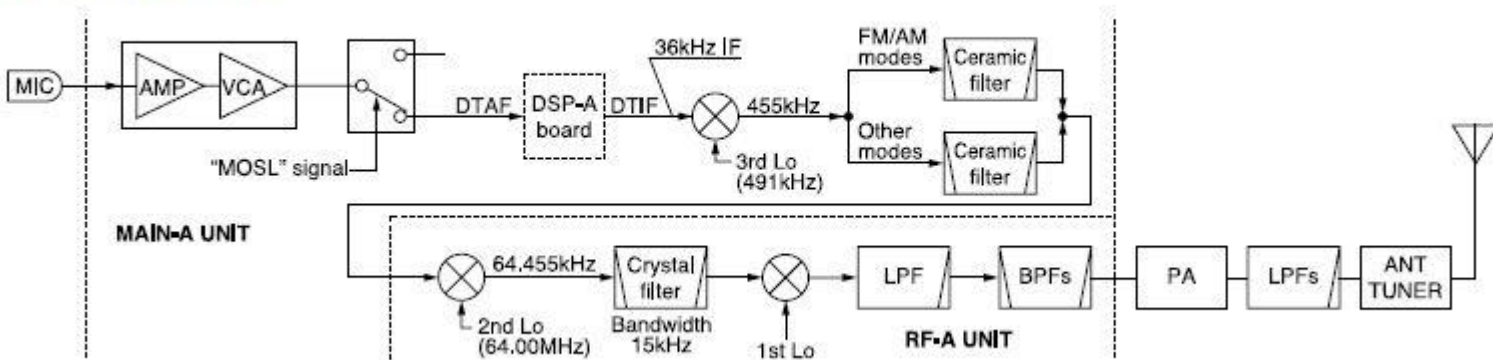 MIC
AMP
VCA
"MOSL" signal
DTAF
DSP-A
board
DTIF
36kHz IF
3rd Lo
(491kHz)
455kHz
FM/AM
modes
Ceramic
filter
Other
modes
Ceramic
filter
MAIN-A UNIT
2nd Lo
(64.00MHz)
64.455kHz
Crystal
filter
Bandwidth
15kHz
1st Lo
LPF
BPFs
RF-A UNIT
PA
LPFs
ANT
TUNER